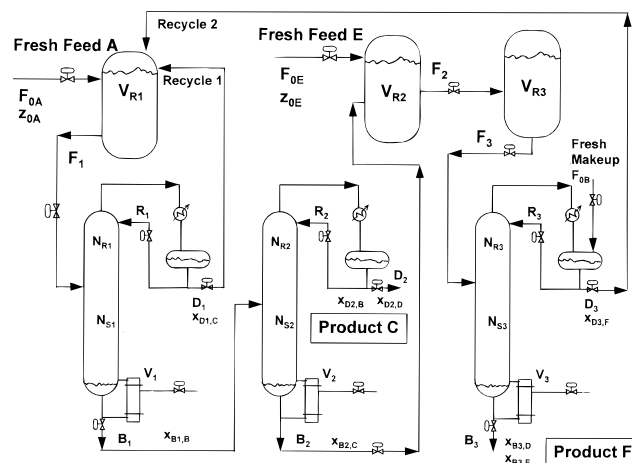 Recycle 2
Fresh Feed A
Fresh Feed E
Recycle 1
F0A
z0A
VR1
F0E
z0E
VR2
F2
VR3
F1
F3
Fresh
Makeup
F0B
R1
R2
R3
NR1
NR2
NR3
D1
xD1,C
D2
xD2,B
xD2,D
D3
xD3,F
NS1
NS2
NS3
Product C
V1
V2
V3
B1
xB1,B
B2
xB2,C
B3
xB3,D
xB3,E
Product F